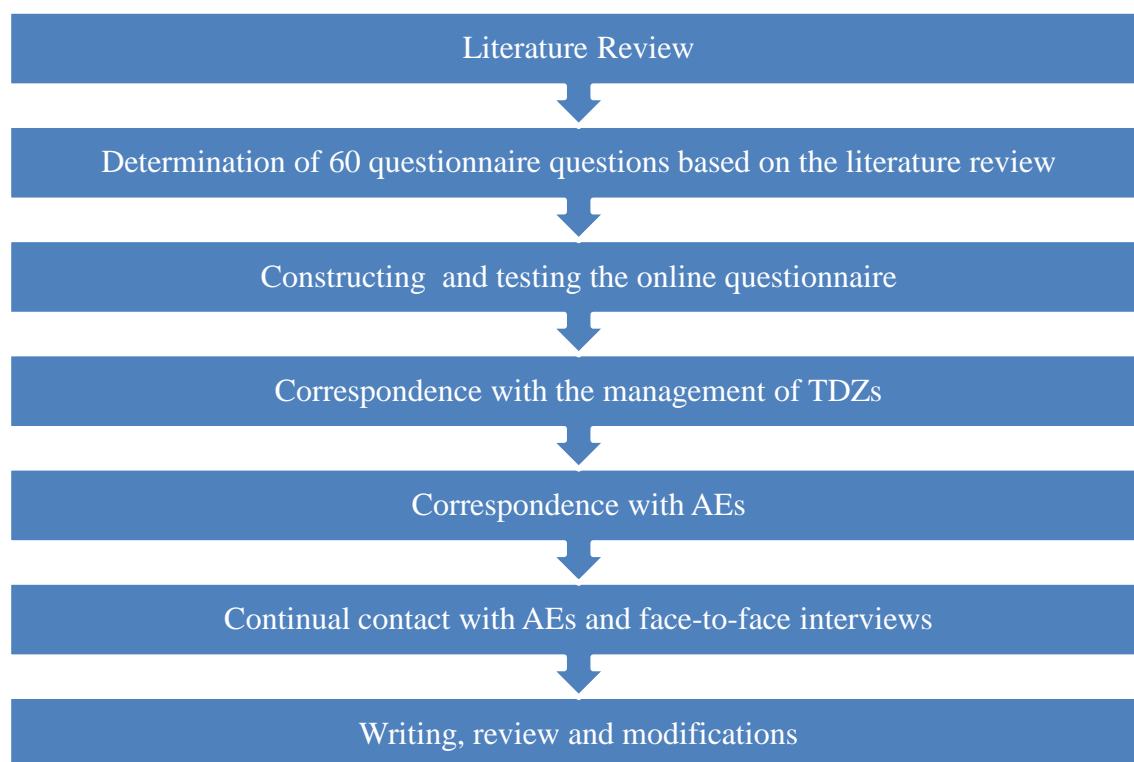 Literature Review
Determination of 60 questionnaire questions based on the literature review
Constructing  and testing the online questionnaire
Correspondence with the management of TDZs
Correspondence with AEs
Continual contact with AEs and face-to-face interviews
Writing, review and modifications